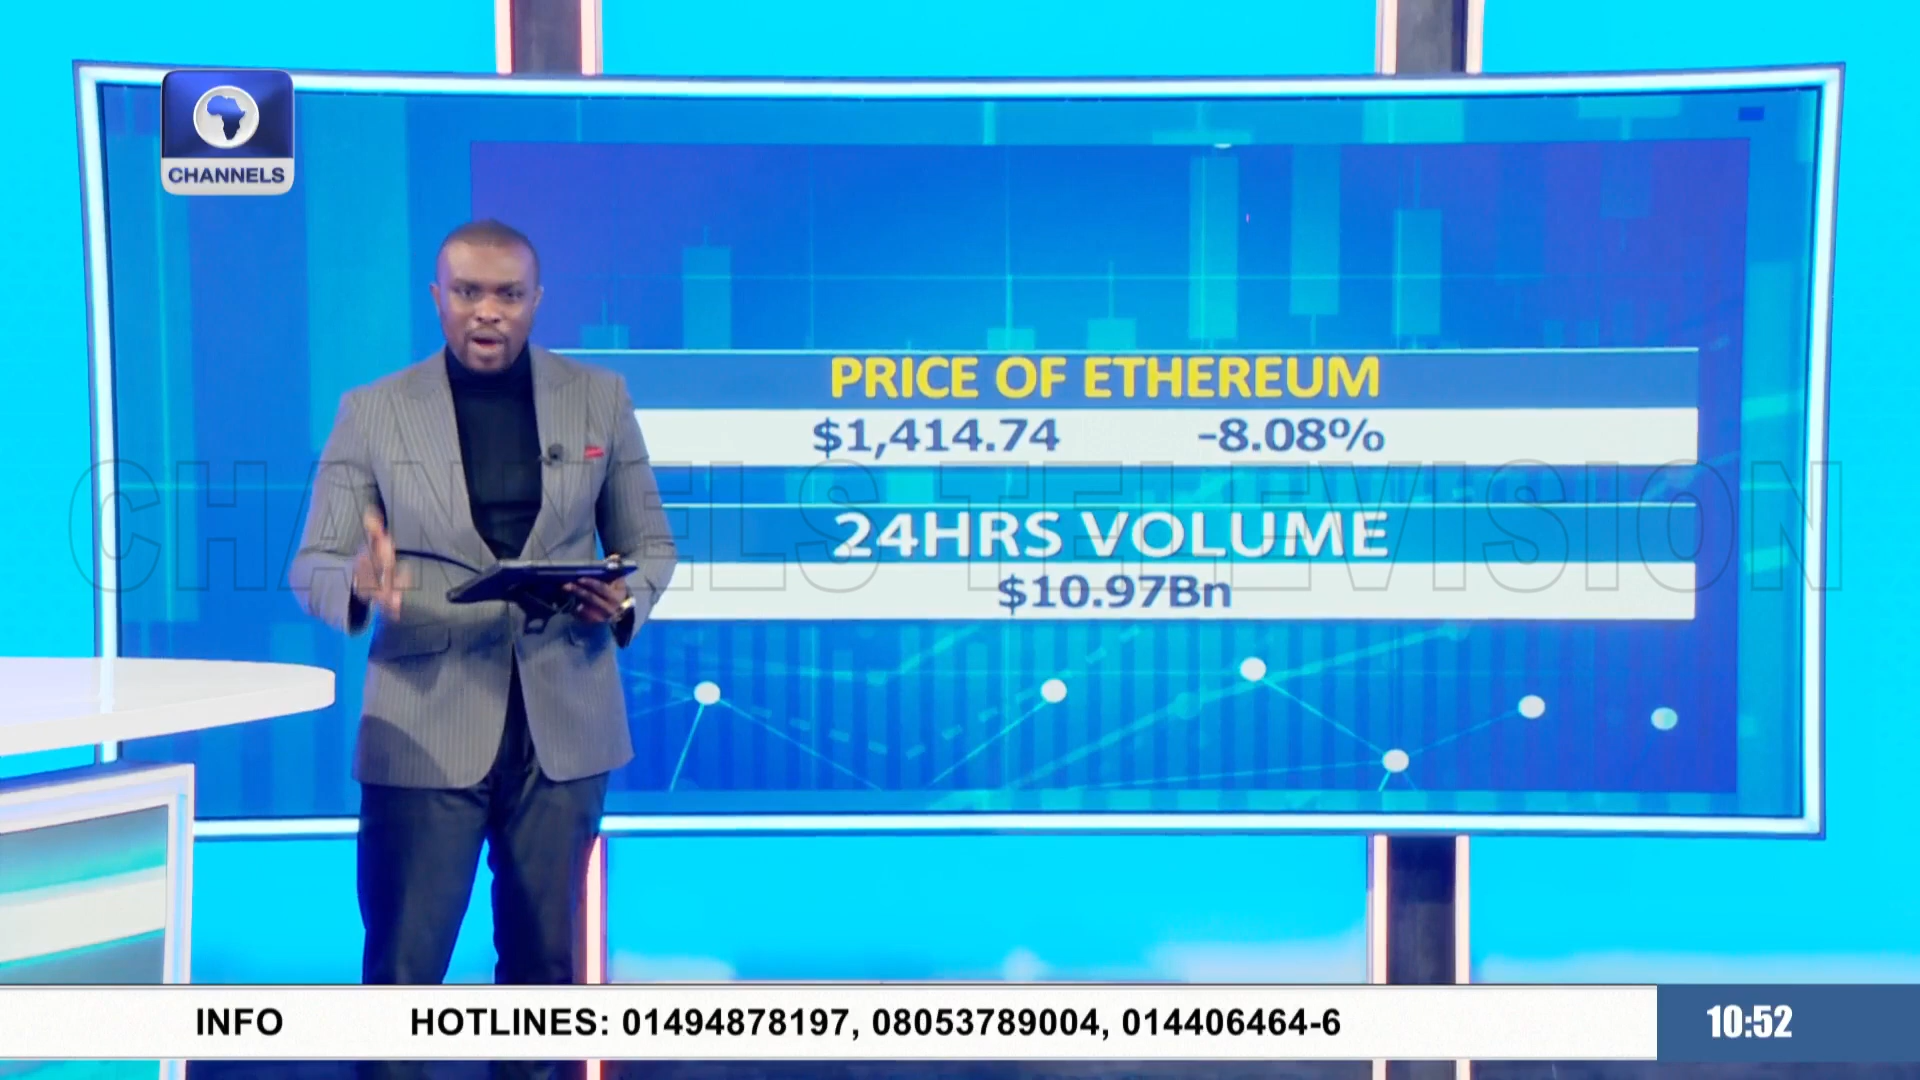 CHANNELS
PRICE OF ETHEREUM
$1,414.74 -8.08%
CHANNELS TELEVISION
24HRS VOLUME
$10.97Bn
INFO HOTLINES: 01494878197, 08053789004, 014406464-6
10:52